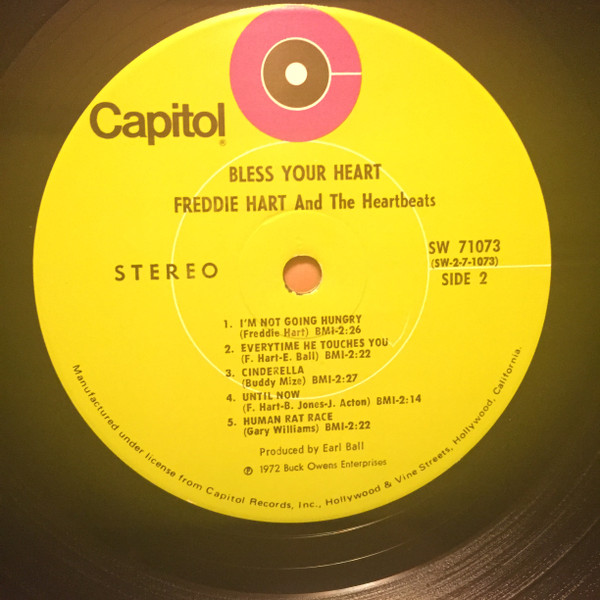 Capitol®
BLESS YOUR HEART
FREDDIE HART And The Heartbeats
STEREO
SW 71073
(SW-2-7-1073)
SIDE 2
1. I'M NOT GOING HUNGRY
(Freddie Hart) BMI-2:26
2. EVERYTIME HE TOUCHES YOU
(F. Hart-E. Ball) BMI-2:22
3. CINDERELLA
(Buddy Mize) BMI-2:27
4. UNTIL NOW
(F. Hart-B. Jones-J. Acton) BMI-2:14
5. HUMAN RAT RACE
(Gary Williams) BMI-2:22
Produced by Earl Ball
℗ 1972 Buck Owens Enterprises
Manufactured under license from Capitol Records, Inc., Hollywood & Vine Streets, Hollywood, California.